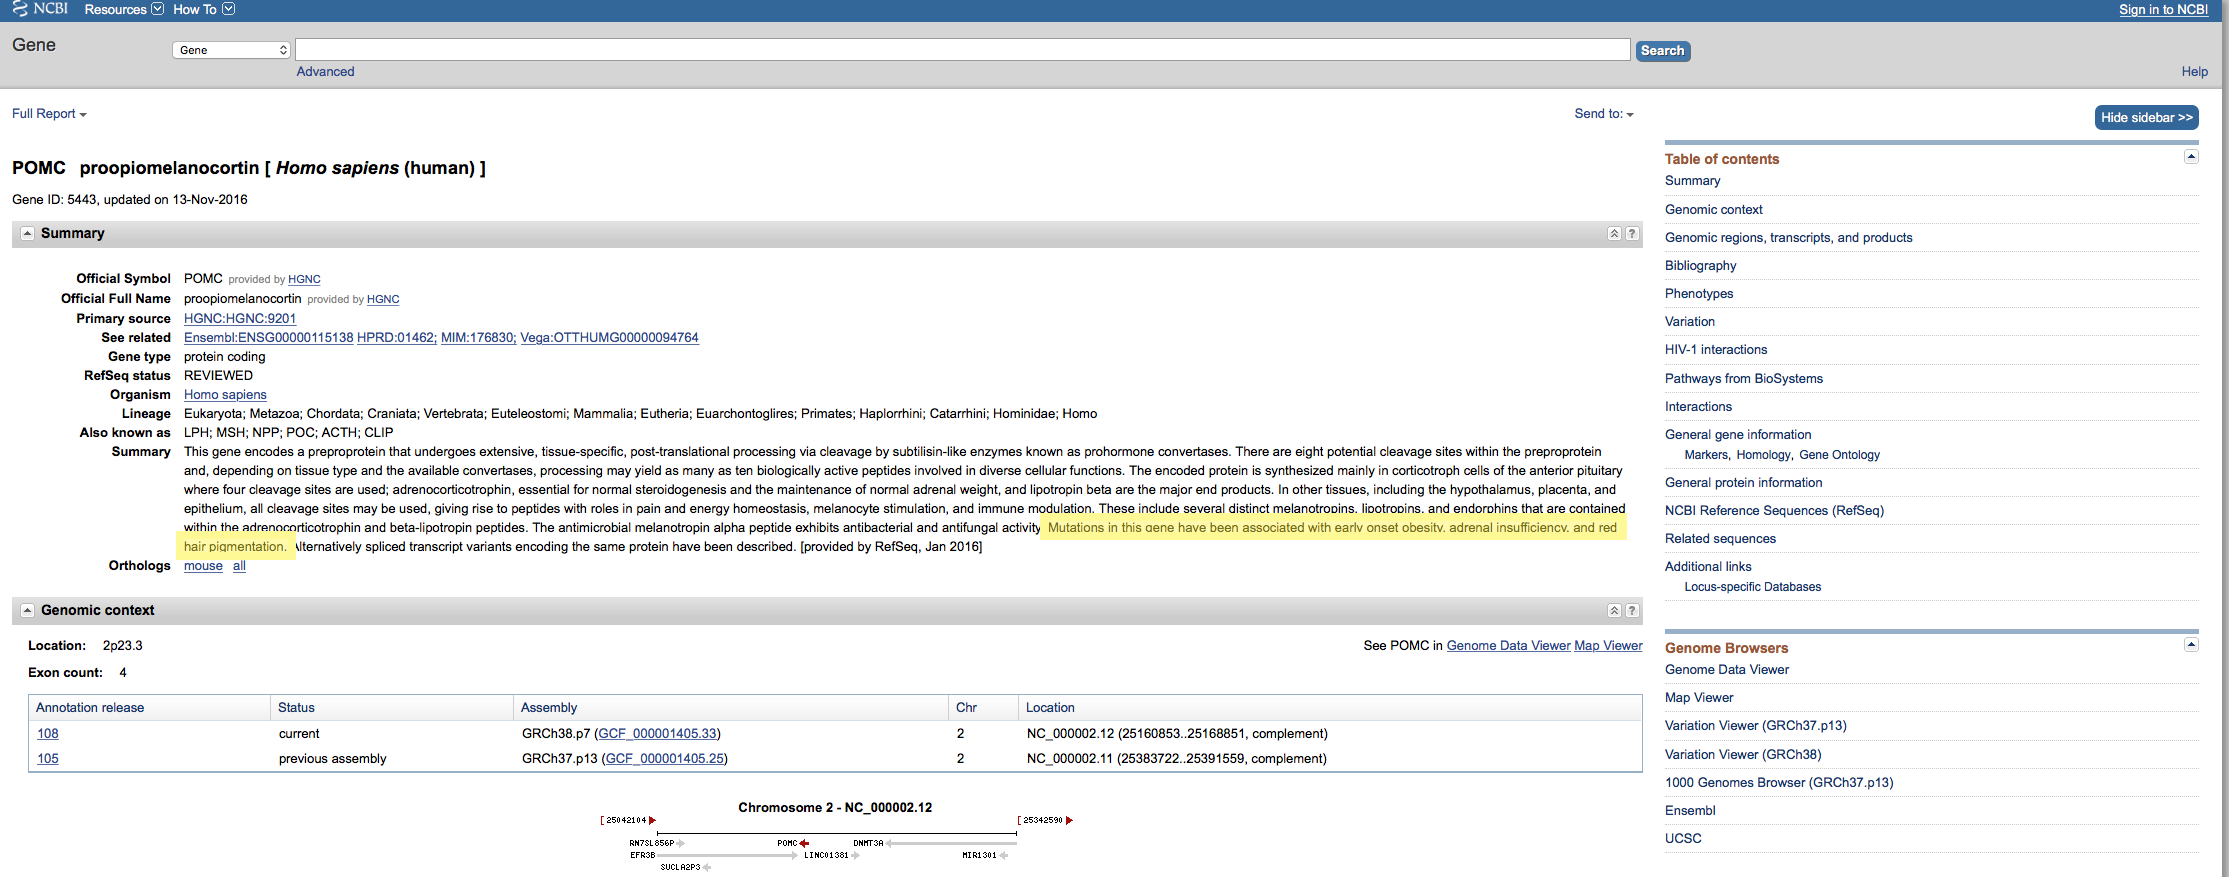 NCBI Resources How To Sign in to NCBI
Gene Gene Search
Advanced Help
Full Report Send to: Hide sidebar >>
POMC proopiomelanocortin [ Homo sapiens (human) ]
Gene ID: 5443, updated on 13-Nov-2016
Summary ?
Official Symbol POMC provided by HGNC
Official Full Name proopiomelanocortin provided by HGNC
Primary source HGNC:HGNC:9201
See related Ensembl:ENSG00000115138 HPRD:01462; MIM:176830; Vega:OTTHUMG00000094764
Gene type protein coding
RefSeq status REVIEWED
Organism Homo sapiens
Lineage Eukaryota; Metazoa; Chordata; Craniata; Vertebrata; Euteleostomi; Mammalia; Eutheria; Euarchontoglires; Primates; Haplorrhini; Catarrhini; Hominidae; Homo
Also known as LPH; MSH; NPP; POC; ACTH; CLIP
Summary This gene encodes a preproprotein that undergoes extensive, tissue-specific, post-translational processing via cleavage by subtilisin-like enzymes known as prohormone convertases. There are eight potential cleavage sites within the preproprotein
and, depending on tissue type and the available convertases, processing may yield as many as ten biologically active peptides involved in diverse cellular functions. The encoded protein is synthesized mainly in corticotroph cells of the anterior pituitary
where four cleavage sites are used; adrenocorticotrophin, essential for normal steroidogenesis and the maintenance of normal adrenal weight, and lipotropin beta are the major end products. In other tissues, including the hypothalamus, placenta, and
epithelium, all cleavage sites may be used, giving rise to peptides with roles in pain and energy homeostasis, melanocyte stimulation, and immune modulation. These include several distinct melanotropins, lipotropins, and endorphins that are contained
within the adrenocorticotrophin and beta-lipotropin peptides. The antimicrobial melanotropin alpha peptide exhibits antibacterial and antifungal activity Mutations in this gene have been associated with early onset obesity, adrenal insufficiency, and red
hair pigmentation. Alternatively spliced transcript variants encoding the same protein have been described. [provided by RefSeq, Jan 2016]
Orthologs mouse all
Genomic context ?
Location: 2p23.3
See POMC in Genome Data Viewer Map Viewer
Exon count: 4
Annotation release Status Assembly Chr Location
108 current GRCh38.p7 (GCF_000001405.33) 2 NC_000002.12 (25160853..25168851, complement)
105 previous assembly GRCh37.p13 (GCF_000001405.25) 2 NC_000002.11 (25383722..25391559, complement)
Chromosome 2 - NC_000002.12
[ 25042104 [ 25342590
RN7SL856P POMC DNMT3A
EFR3B LINC01381 MIR1301
SUCLA2P3
Table of contents
Summary
Genomic context
Genomic regions, transcripts, and products
Bibliography
Phenotypes
Variation
HIV-1 interactions
Pathways from BioSystems
Interactions
General gene information
Markers, Homology, Gene Ontology
General protein information
NCBI Reference Sequences (RefSeq)
Related sequences
Additional links
Locus-specific Databases
Genome Browsers
Genome Data Viewer
Map Viewer
Variation Viewer (GRCh37.p13)
Variation Viewer (GRCh38)
1000 Genomes Browser (GRCh37.p13)
Ensembl
UCSC